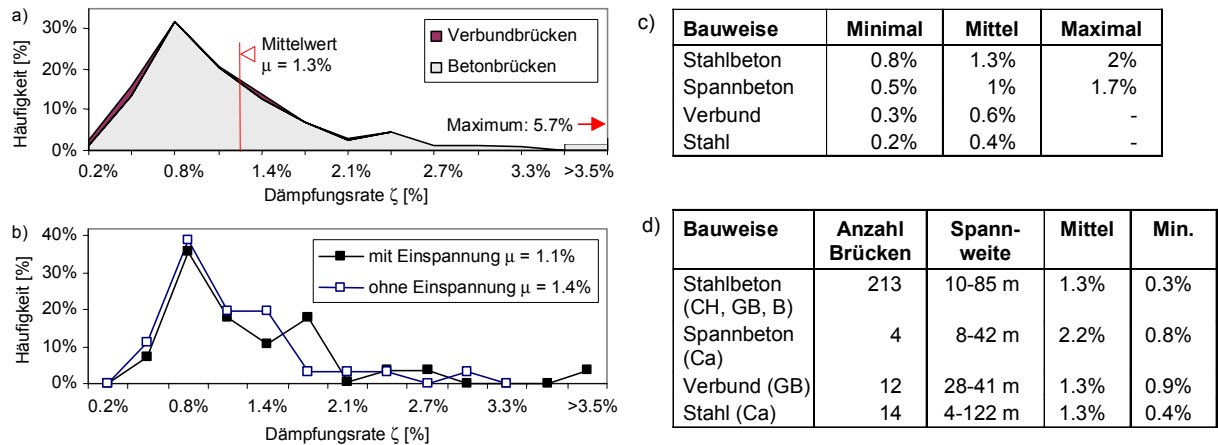 a)
30%
20%
10%
0%
Häufigkeit [%]
Mittelwert
µ = 1.3%
Verbundbrücken
Betonbrücken
Maximum: 5.7%
0.2% 0.8% 1.4% 2.1% 2.7% 3.3% >3.5%
Dämpfungsrate ζ [%]
b)
40%
30%
20%
10%
0%
Häufigkeit [%]
mit Einspannung µ = 1.1%
ohne Einspannung µ = 1.4%
0.2% 0.8% 1.4% 2.1% 2.7% 3.3% >3.5%
Dämpfungsrate ζ [%]
c)
Bauweise Minimal Mittel Maximal
Stahlbeton 0.8% 1.3% 2%
Spannbeton 0.5% 1% 1.7%
Verbund 0.3% 0.6% -
Stahl 0.2% 0.4% -
d)
Bauweise Anzahl Spann- Mittel Min.
Brücken weite
Stahlbeton 213 10-85 m 1.3% 0.3%
(CH, GB, B)
Spannbeton 4 8-42 m 2.2% 0.8%
(Ca)
Verbund (GB) 12 28-41 m 1.3% 0.9%
Stahl (Ca) 14 4-122 m 1.3% 0.4%